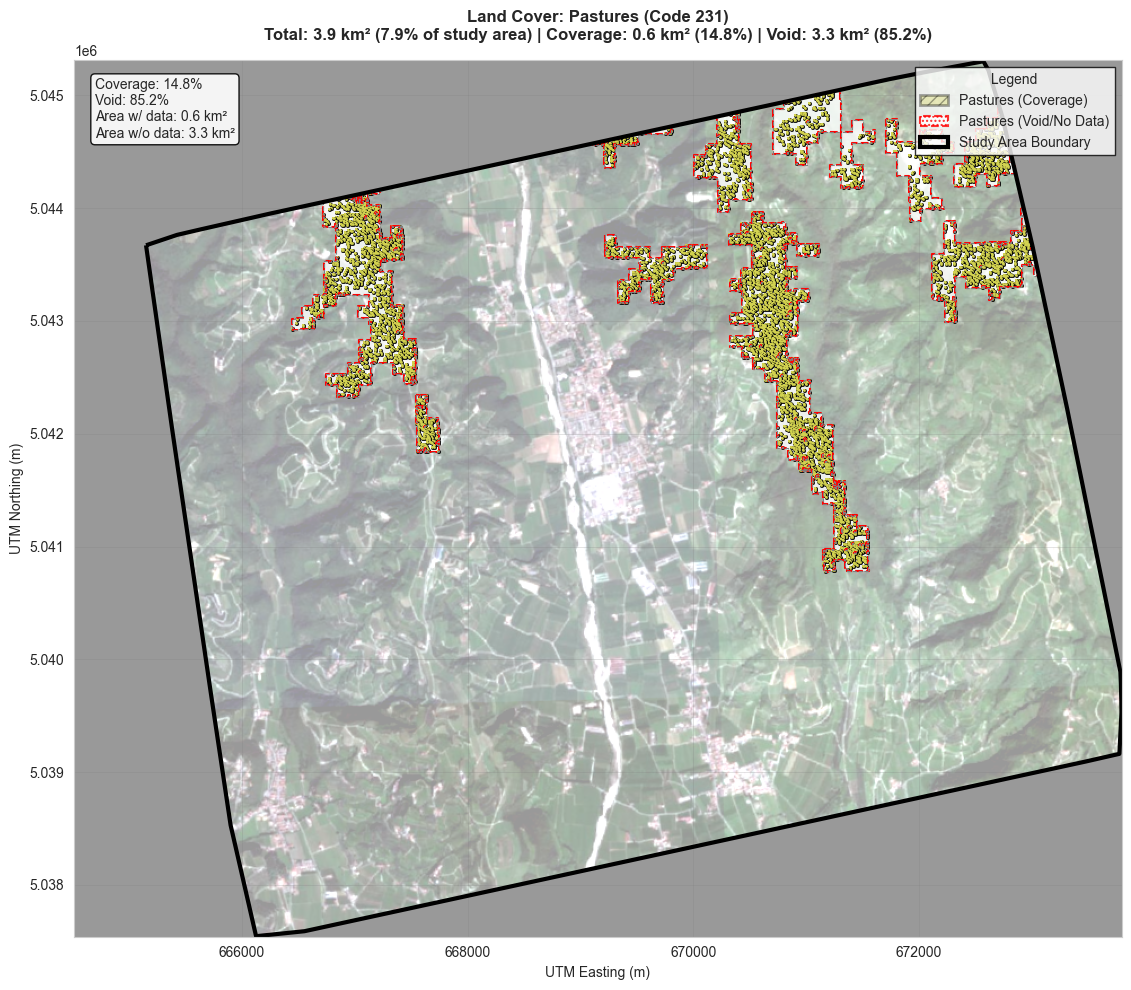 Land Cover: Pastures (Code 231)
Total: 3.9 km² (7.9% of study area) | Coverage: 0.6 km² (14.8%) | Void: 3.3 km² (85.2%)
1e6
Coverage: 14.8%
Void: 85.2%
Area w/ data: 0.6 km²
Area w/o data: 3.3 km²
Legend
Pastures (Coverage)
Pastures (Void/No Data)
Study Area Boundary
5.045
5.044
5.043
5.042
5.041
5.040
5.039
5.038
UTM Northing (m)
666000
668000
670000
672000
UTM Easting (m)